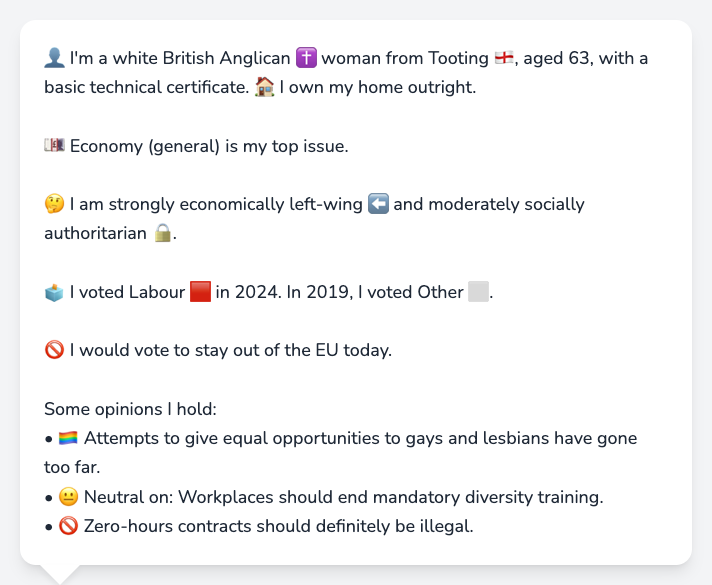 👤 I'm a white British Anglican ✝️ woman from Tooting 🏴󠁧󠁢󠁥󠁮󠁧󠁿, aged 63, with a
basic technical certificate. 🏠 I own my home outright.
💷 Economy (general) is my top issue.
🤔 I am strongly economically left-wing ⬅️ and moderately socially
authoritarian 🔒.
🗳️ I voted Labour 🟥 in 2024. In 2019, I voted Other ⬜.
🚫 I would vote to stay out of the EU today.
Some opinions I hold:
• 🏳️‍🌈 Attempts to give equal opportunities to gays and lesbians have gone
too far.
• 😐 Neutral on: Workplaces should end mandatory diversity training.
• 🚫 Zero-hours contracts should definitely be illegal.